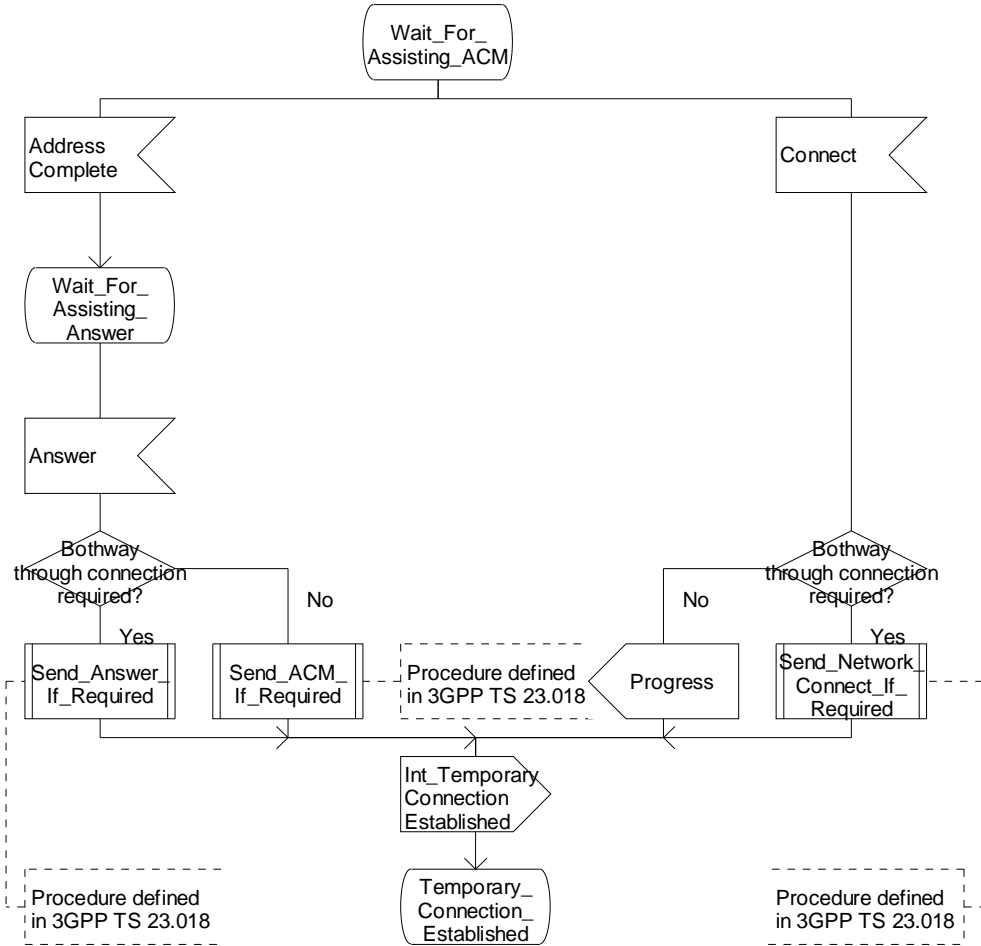 Wait_For_
Assisting_ACM
Address
Complete
Connect
Wait_For_
Assisting_
Answer
Answer
Bothway
through connection
required?
Bothway
through connection
required?
No
No
Yes
Yes
Send_Answer_
If_Required
Send_ACM_
If_Required
Procedure defined
in 3GPP TS 23.018
Progress
Send_Network_
Connect_If_
Required
Int_Temporary
Connection
Established
Procedure defined
in 3GPP TS 23.018
Temporary_
Connection_
Established
Procedure defined
in 3GPP TS 23.018